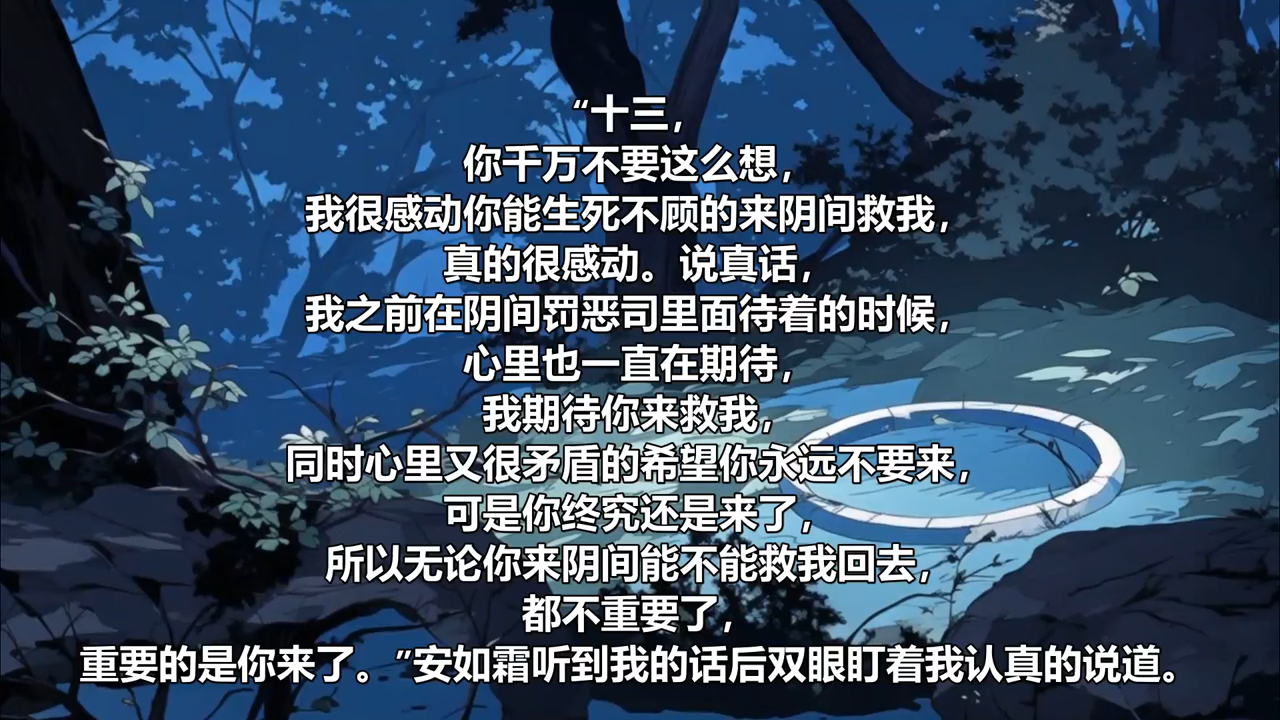 “十三，
你千万不要这么想，
我很感动你能生死不顾的来阴间救我，
真的很感动。说真话，
我之前在阴间罚恶司里面待着的时候，
心里也一直在期待，
我期待你来救我，
同时心里又很矛盾的希望你永远不要来，
可是你终究还是来了，
所以无论你来阴间能不能救我回去，
都不重要了，
重要的是你来了。”安如霜听到我的话后双眼盯着我认真的说道。